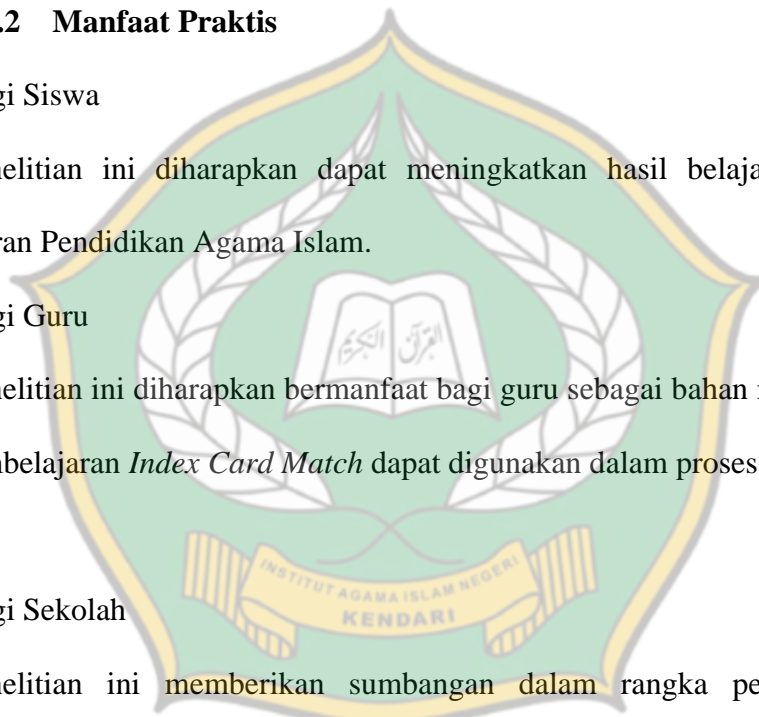 .2 Manfaat Praktis
gi Siswa
nelitian ini diharapkan dapat meningkatkan hasil belaja
ran Pendidikan Agama Islam.
gi Guru
القرآن الكريم
nelitian ini diharapkan bermanfaat bagi guru sebagai bahan
nbelajaran Index Card Match dapat digunakan dalam proses
INSTITUT AGAMA ISLAM NEGERI
KENDARI
gi Sekolah
nelitian ini memberikan sumbangan dalam rangka pe